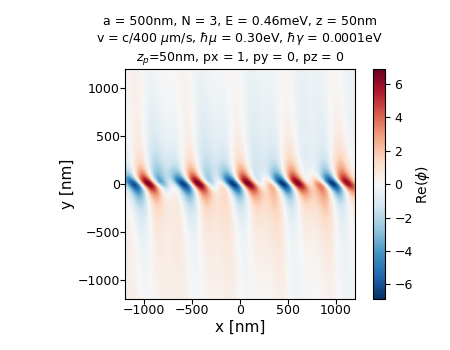 a = 500nm, N = 3, E = 0.46meV, z = 50nm
v = c/400 μm/s, ħμ = 0.30eV, ħγ = 0.0001eV
z_p=50nm, px = 1, py = 0, pz = 0
1000
500
0
−500
−1000
y [nm]
−1000 −500 0 500 1000
x [nm]
6
4
2
0
−2
−4
−6
Re(ϕ)